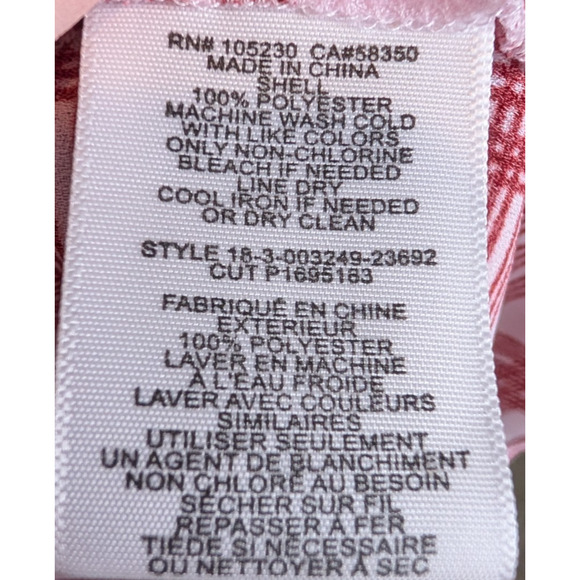 RN# 105230 CA#58350
MADE IN CHINA
SHELL
100% POLYESTER
MACHINE WASH COLD
WITH LIKE COLORS
ONLY NON-CHLORINE
BLEACH IF NEEDED
LINE DRY
COOL IRON IF NEEDED
OR DRY CLEAN
STYLE 18-3-003249-23692
CUT P1695183
FABRIQUÉ EN CHINE
EXTERIEUR
100% POLYESTER
LAVER EN MACHINE
À L'EAU FROIDE
LAVER AVEC COULEURS
SIMILAIRES
UTILISER SEULEMENT
UN AGENT DE BLANCHIMENT
NON CHLORÉ AU BESOIN
SÉCHER SUR FIL
REPASSER À FER
TIÈDE SI NÉCESSAIRE
OU NETTOYER À SEC